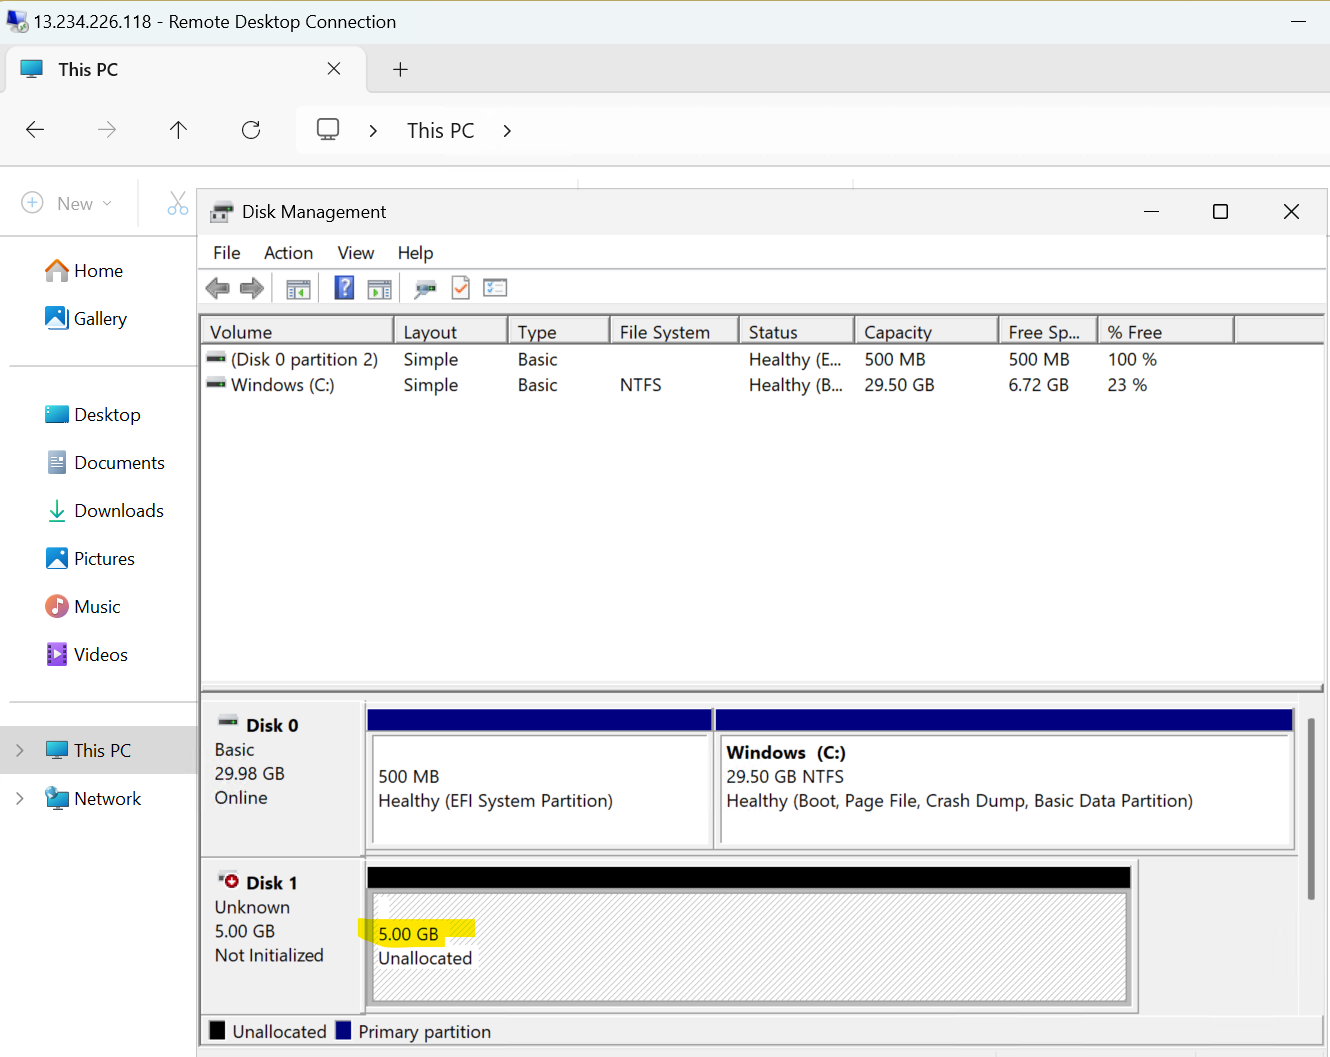 13.234.226.118 - Remote Desktop Connection
This PC
This PC
New
Home
Gallery
Desktop
Documents
Downloads
Pictures
Music
Videos
This PC
Network
Disk Management
File Action View Help
Volume Layout Type File System Status Capacity Free Sp... % Free
(Disk 0 partition 2) Simple Basic Healthy (E... 500 MB 500 MB 100 %
Windows (C:) Simple Basic NTFS Healthy (B... 29.50 GB 6.72 GB 23 %
Disk 0
Basic
29.98 GB
Online
500 MB
Healthy (EFI System Partition)
Windows (C:)
29.50 GB NTFS
Healthy (Boot, Page File, Crash Dump, Basic Data Partition)
Disk 1
Unknown
5.00 GB
Not Initialized
5.00 GB
Unallocated
Unallocated Primary partition